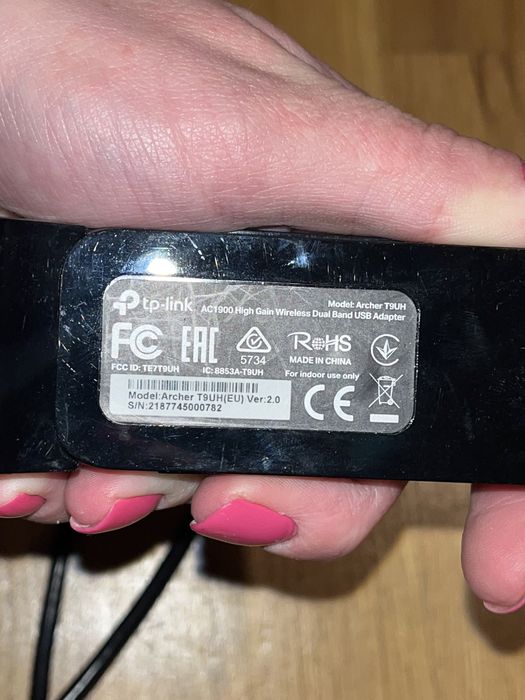 tp-link
Model: Archer T9UH
AC1900 High Gain Wireless Dual Band USB Adapter
FC EAC 5734 RoHS
MADE IN CHINA
FCC ID: TE7T9UH IC: 8853A-T9UH For indoor use only
Model:Archer T9UH(EU) Ver:2.0
S/N:2187745000782
CE